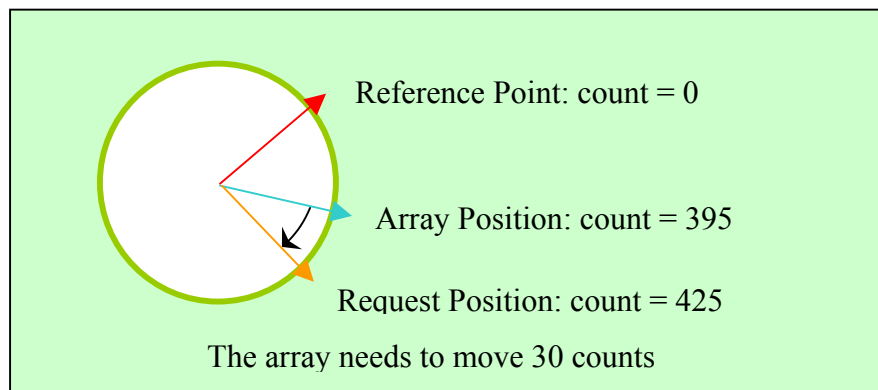 Reference Point: count = 0
Array Position: count = 395
Request Position: count = 425
The array needs to move 30 counts